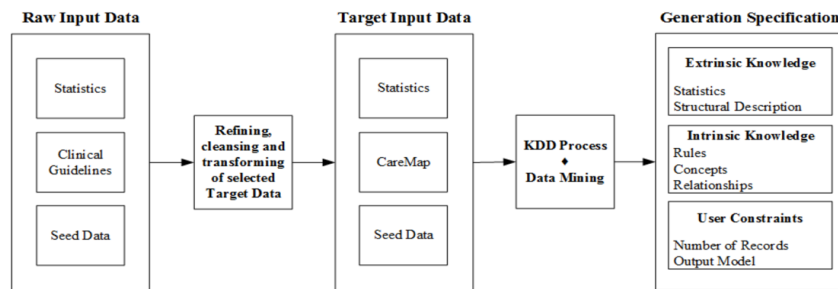 Raw Input Data
Statistics
Clinical
Guidelines
Seed Data
Refining,
cleansing and
transforming
of selected
Target Data
Target Input Data
Statistics
CareMap
Seed Data
KDD Process
♦
Data Mining
Generation Specification
Extrinsic Knowledge
Statistics
Structural Description
Intrinsic Knowledge
Rules
Concepts
Relationships
User Constraints
Number of Records
Output Model